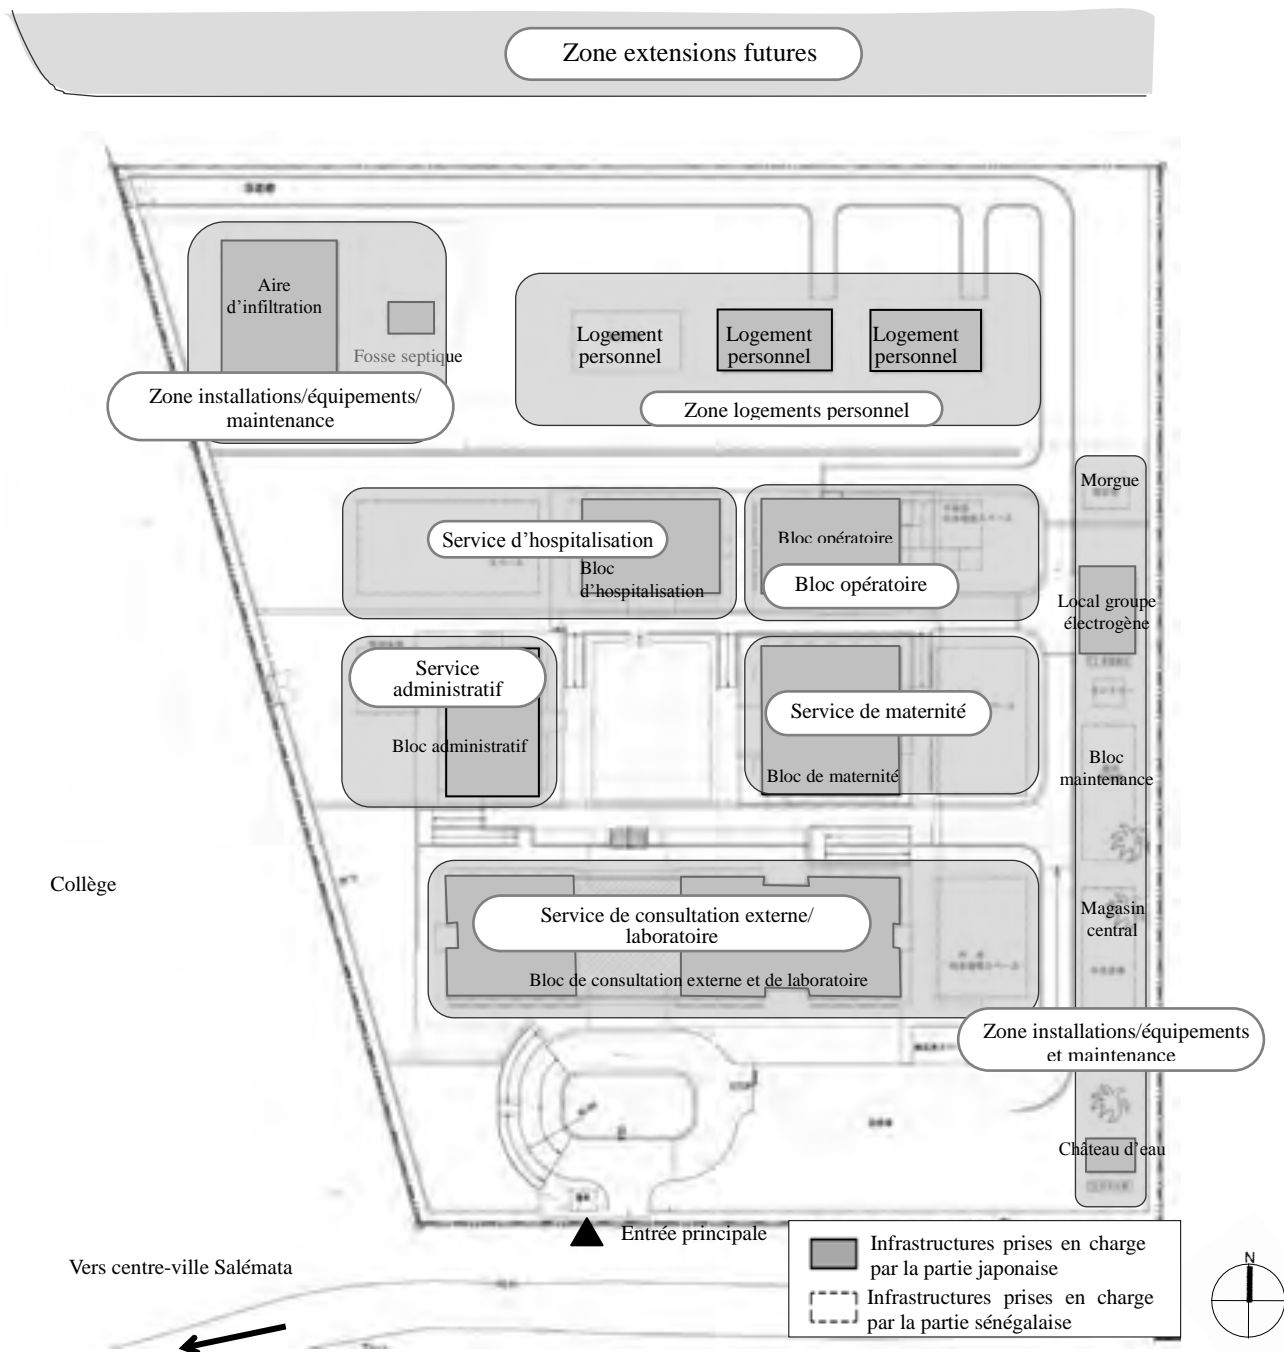 Zone extensions futures
Aire
d’infiltration
Fosse septique
Zone installations/équipements/
maintenance
Logement
personnel
Logement
personnel
Logement
personnel
Zone logements personnel
Morgue
Service d’hospitalisation
Bloc
d’hospitalisation
Bloc opératoire
Bloc opératoire
Local groupe
électrogène
Service
administratif
Bloc administratif
Service de maternité
Bloc de maternité
Bloc
maintenance
Collège
Service de consultation externe/
laboratoire
Bloc de consultation externe et de laboratoire
Magasin
central
Zone installations/équipements
et maintenance
Château d’eau
Entrée principale
Vers centre-ville Salémata
Infrastructures prises en charge
par la partie japonaise
Infrastructures prises en charge
par la partie sénégalaise
N